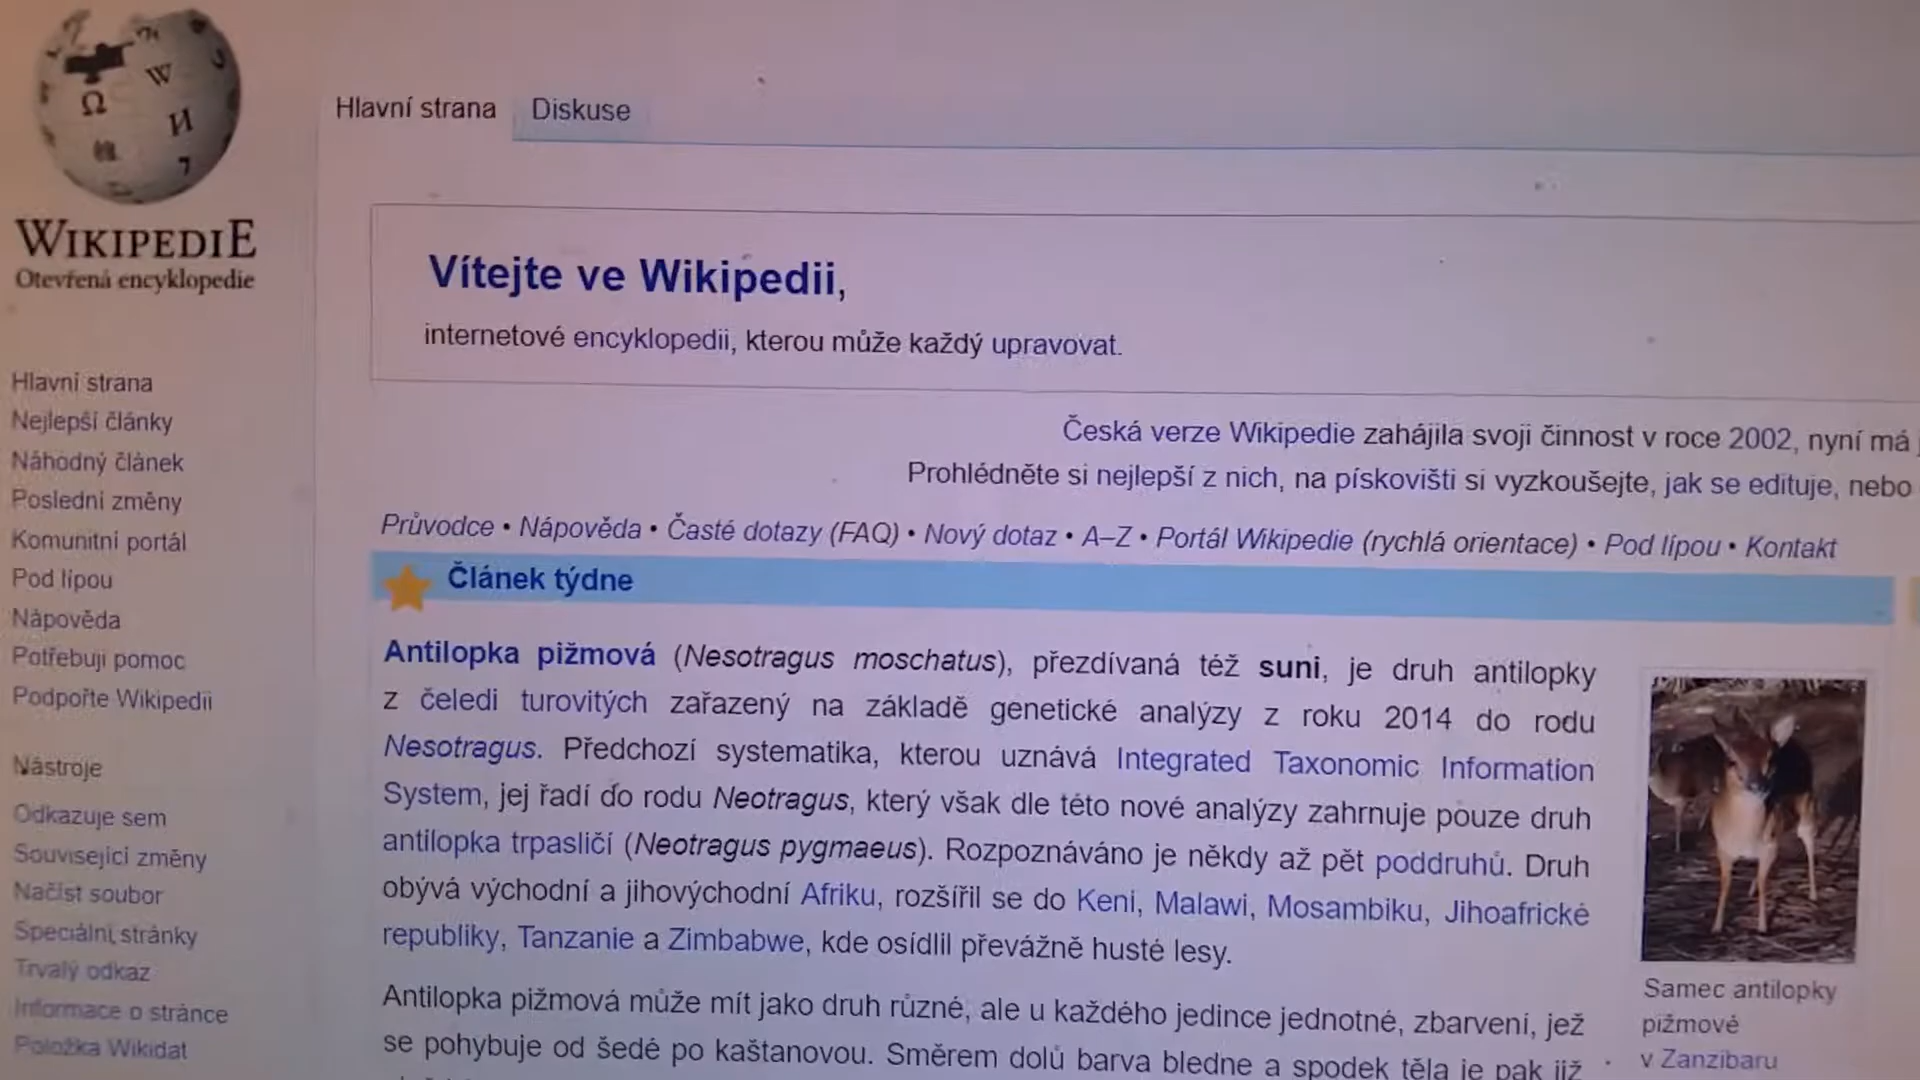 WIKIPEDIE
Otevřená encyklopedie
Hlavní strana
Nejlepší články
Náhodný článek
Poslední změny
Komunitní portál
Pod lípou
Nápověda
Potřebuji pomoc
Podpořte Wikipedii
Nástroje
Odkazuje sem
Související změny
Načíst soubor
Speciální stránky
Trvalý odkaz
Informace o stránce
Položka Wikidat
Hlavní strana Diskuse
Vítejte ve Wikipedii,
internetové encyklopedii, kterou může každý upravovat.
Česká verze Wikipedie zahájila svoji činnost v roce 2002, nyní má
Prohlédněte si nejlepší z nich, na pískovišti si vyzkoušejte, jak se edituje, nebo
Průvodce • Nápověda • Časté dotazy (FAQ) • Nový dotaz • A–Z • Portál Wikipedie (rychlá orientace) • Pod lípou • Kontakt
Článek týdne
Antilopka pižmová (Nesotragus moschatus), přezdívaná též suni, je druh antilopky
z čeledi turovitých zařazený na základě genetické analýzy z roku 2014 do rodu
Nesotragus. Předchozí systematika, kterou uznává Integrated Taxonomic Information
System, jej řadí do rodu Neotragus, který však dle této nové analýzy zahrnuje pouze druh
antilopka trpasličí (Neotragus pygmaeus). Rozpoznáváno je někdy až pět poddruhů. Druh
obývá východní a jihovýchodní Afriku, rozšířil se do Keni, Malawi, Mosambiku, Jihoafrické
republiky, Tanzanie a Zimbabwe, kde osídlil převážně husté lesy.
Antilopka pižmová může mít jako druh různé, ale u každého jedince jednotné, zbarvení, jež
se pohybuje od šedé po kaštanovou. Směrem dolů barva bledne a spodek těla je pak již
Samec antilopky
pižmové
v Zanzibaru